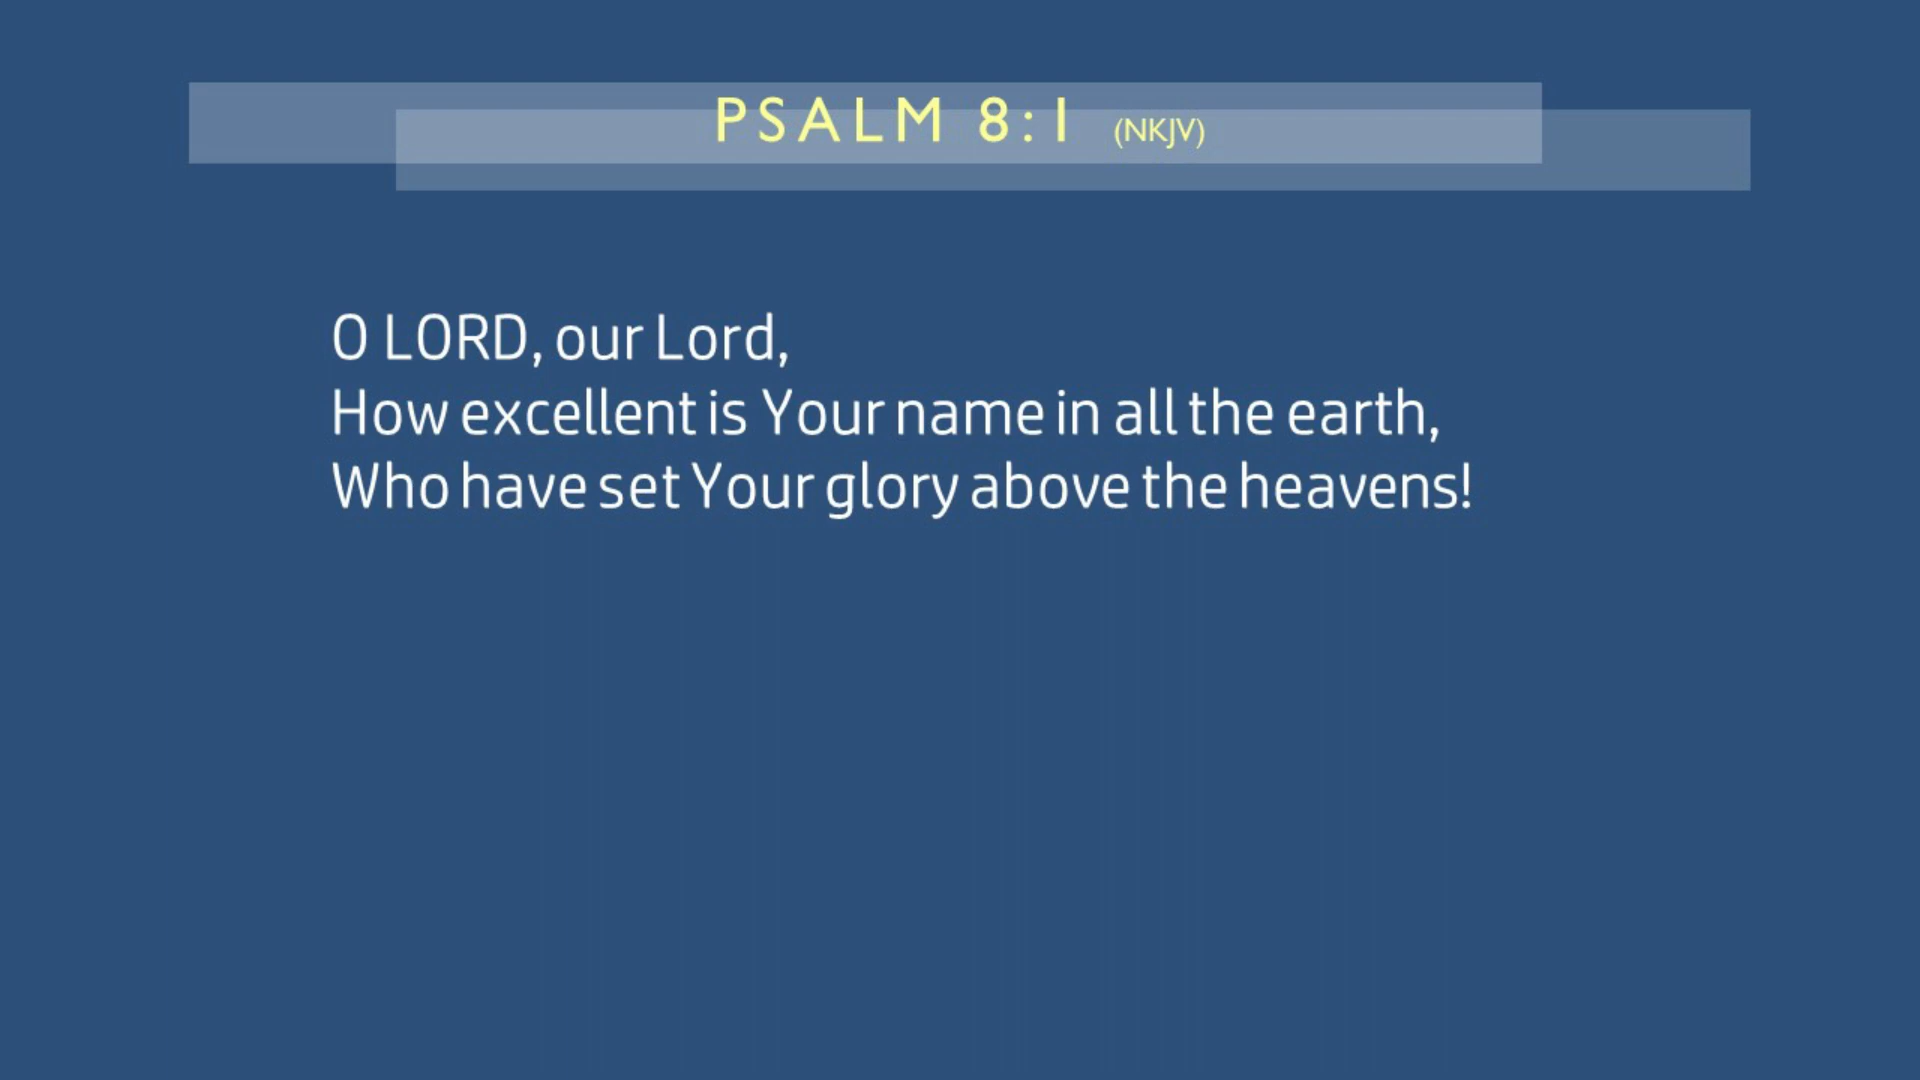 PSALM 8:1 (NKJV)
O LORD, our Lord,
How excellent is Your name in all the earth,
Who have set Your glory above the heavens!